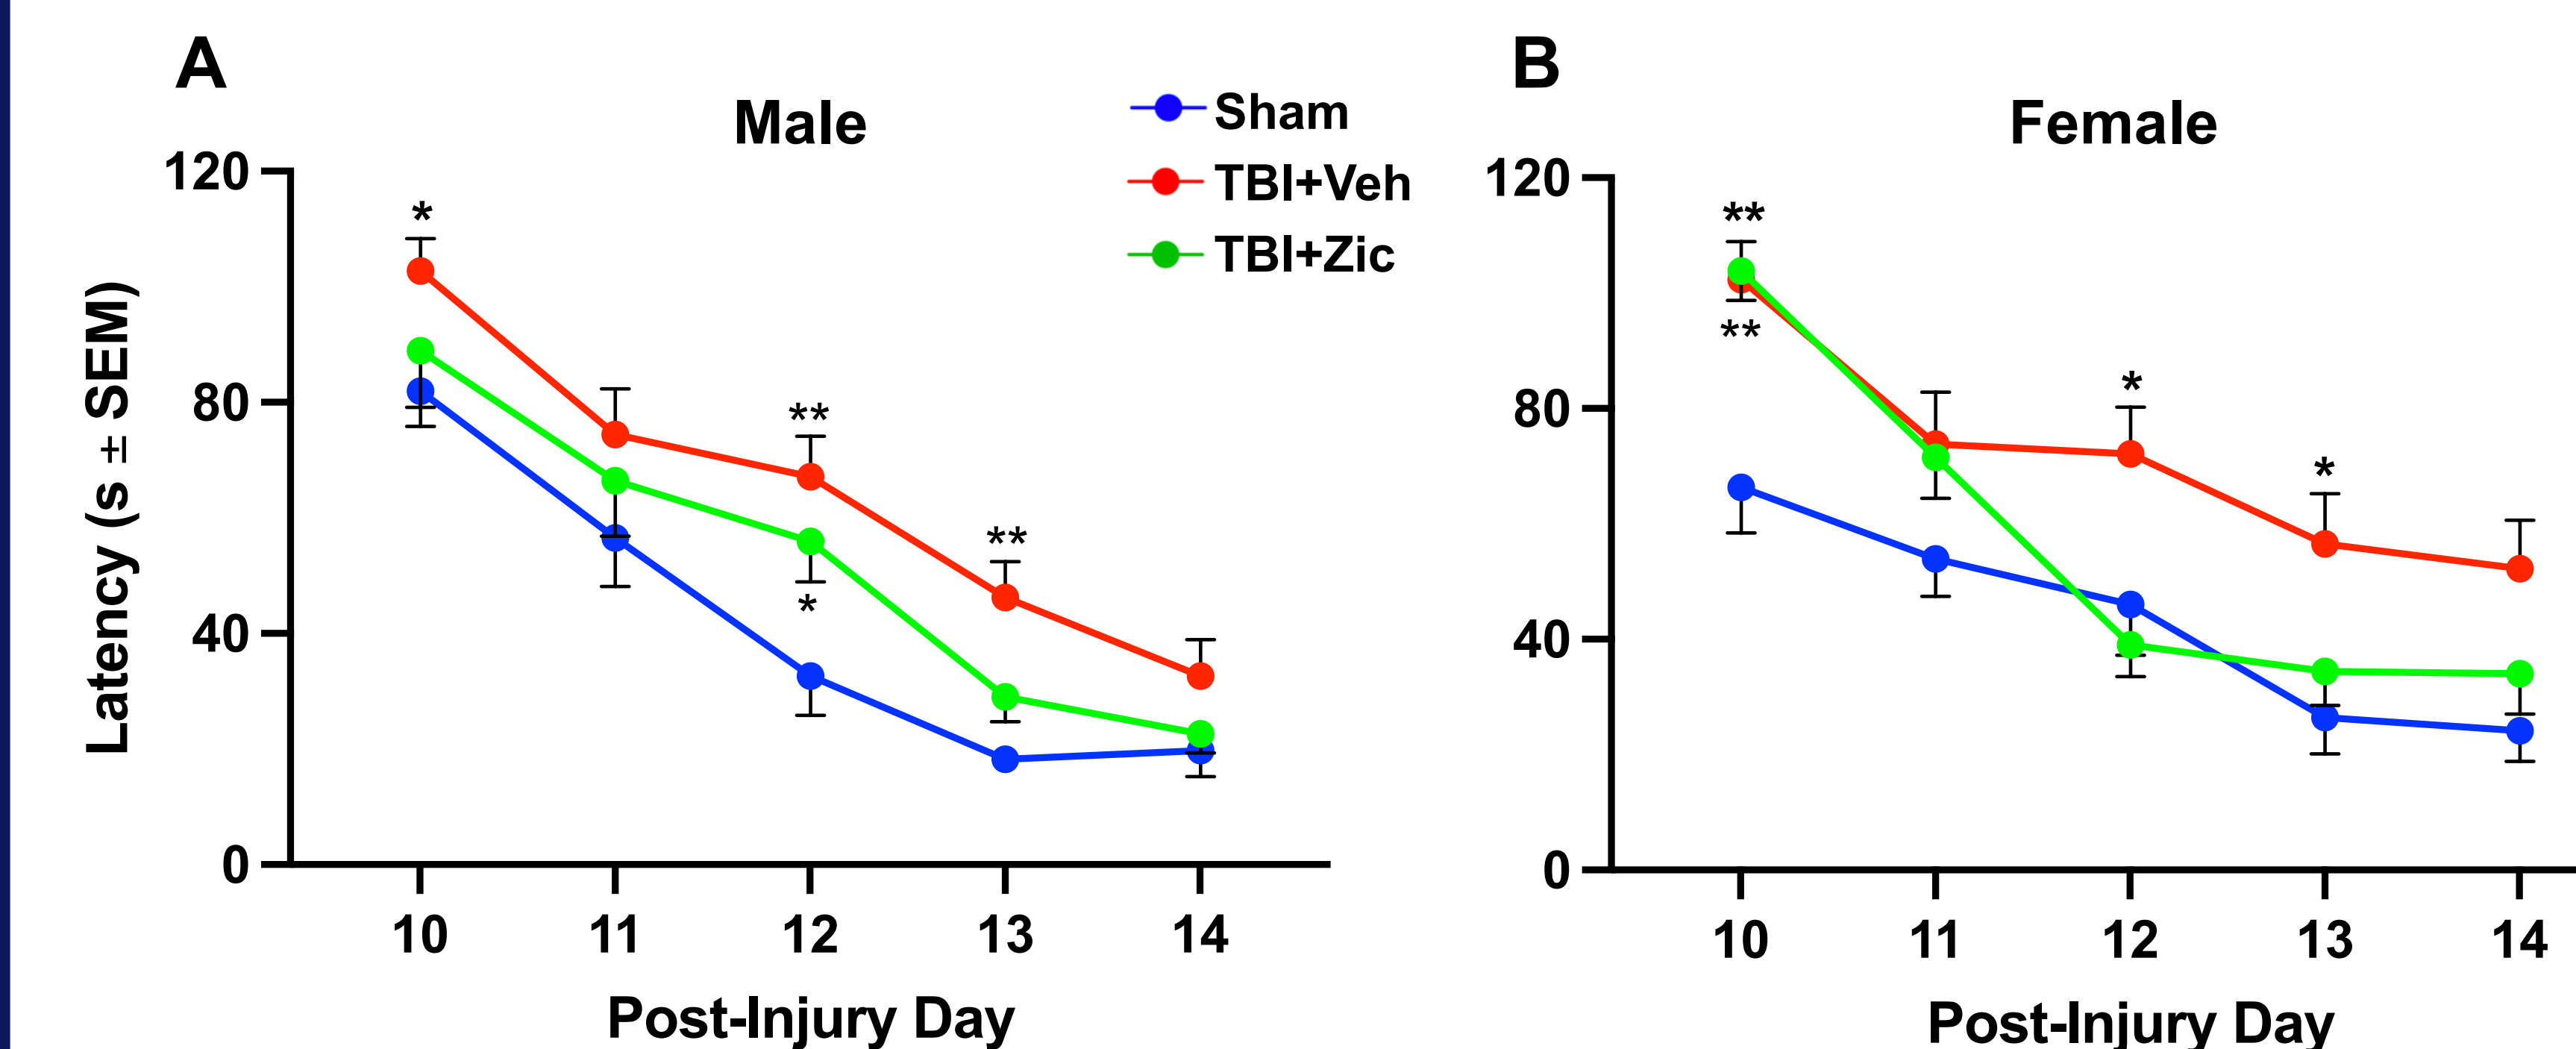 A
Male
Sham
TBI+Veh
TBI+Zic
Latency (s ± SEM)
120
80
40
0
*
**
*
**
10 11 12 13 14
Post-Injury Day
B
Female
120
80
40
0
**
**
*
*
10 11 12 13 14
Post-Injury Day